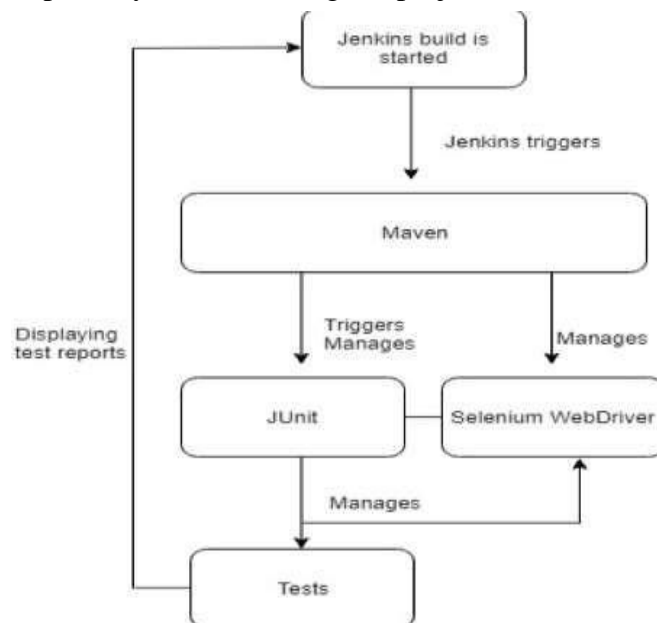 Jenkins build is
started
Jenkins triggers
Maven
Displaying
test reports
Triggers
Manages
Manages
JUnit
Selenium WebDriver
Manages
Tests